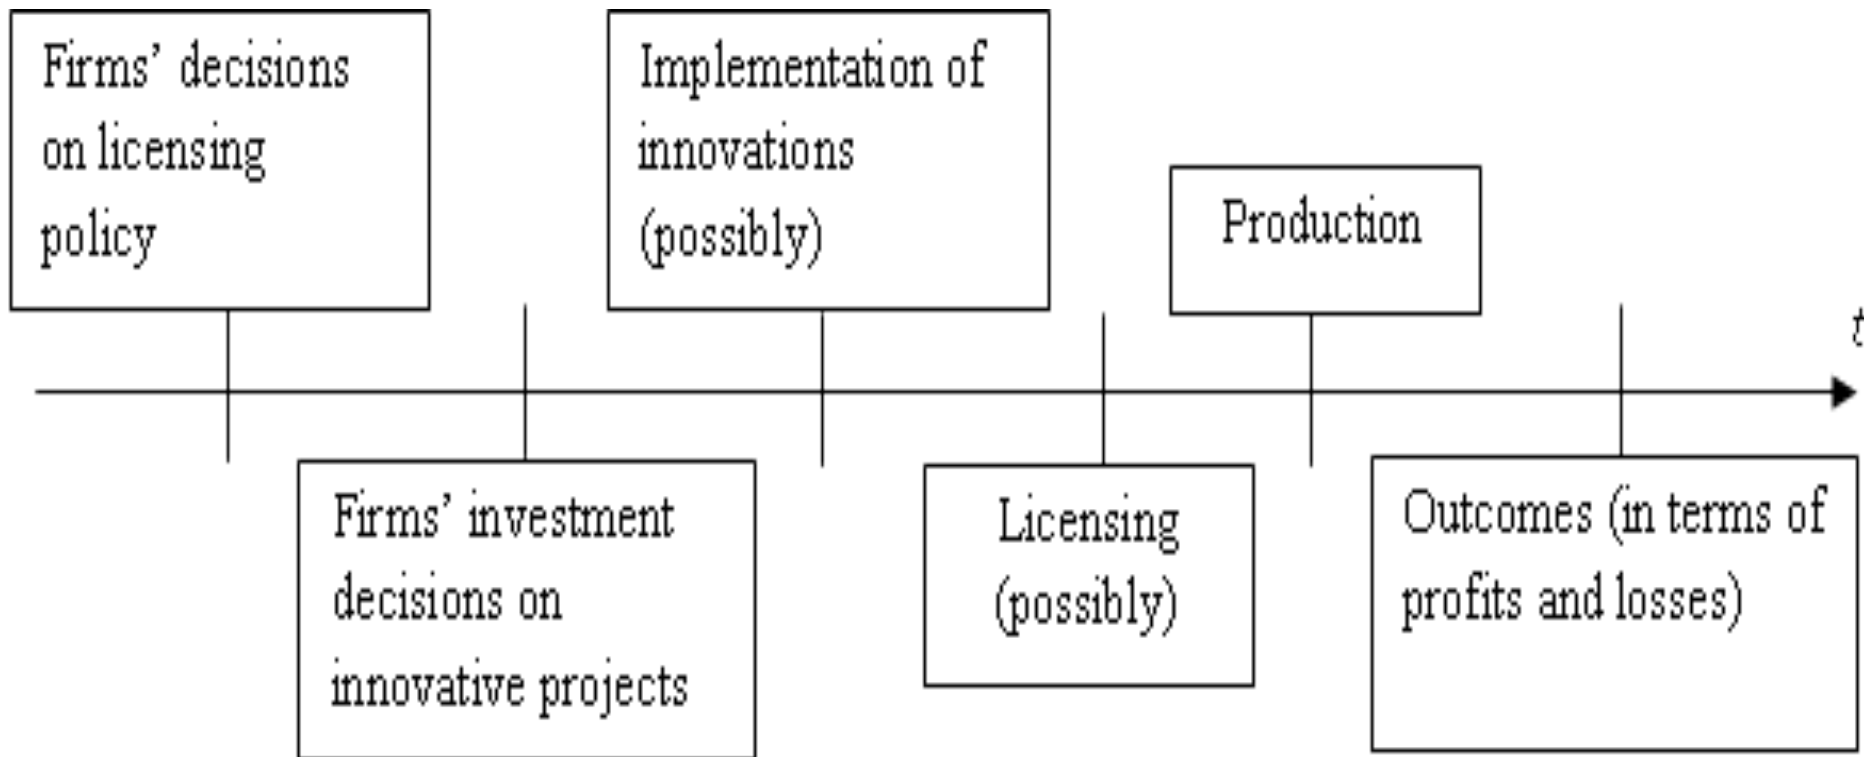 Firms’ decisions
on licensing
policy
Firms’ investment
decisions on
innovative projects
Implementation of
innovations
(possibly)
Licensing
(possibly)
Production
Outcomes (in terms of
profits and losses)
t